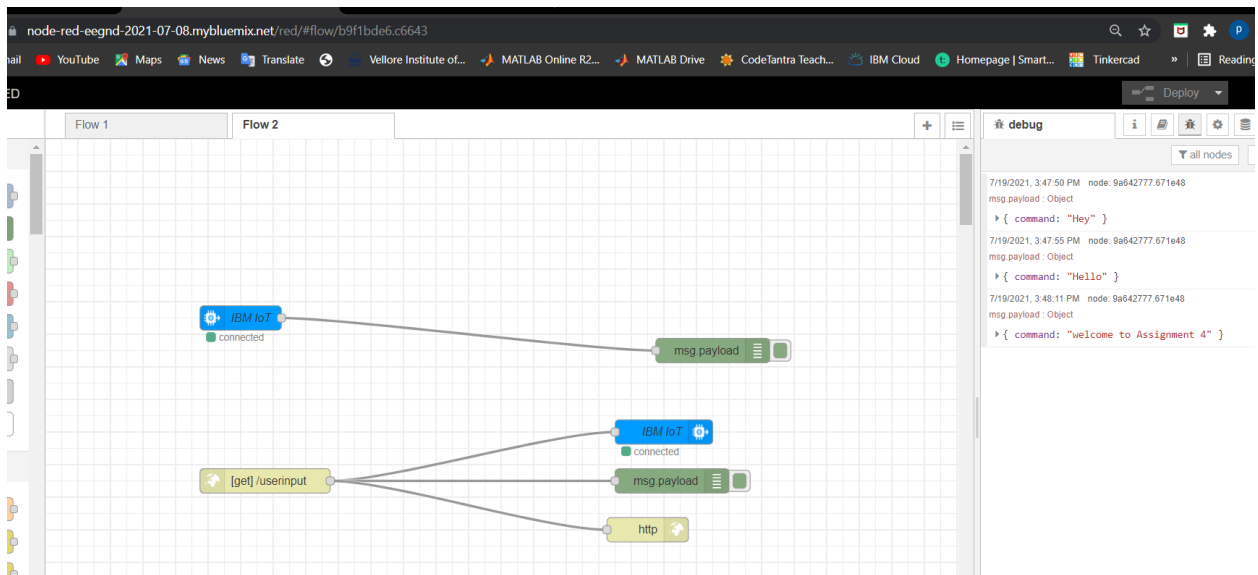 node-red-eegnd-2021-07-08.mybluemix.net/red/#flow/b9f1bde6.c6643
P
nail YouTube Maps News Translate Vellore Institute of... MATLAB Online R2... MATLAB Drive CodeTantra Teach... IBM Cloud Homepage | Smart... Tinkercad » Reading
ED Deploy
Flow 1 Flow 2 + debug i
all nodes
7/19/2021, 3:47:50 PM node: 9a642777.671e48
msg.payload : Object
{ command: "Hey" }
7/19/2021, 3:47:55 PM node: 9a642777.671e48
msg.payload : Object
{ command: "Hello" }
7/19/2021, 3:48:11 PM node: 9a642777.671e48
msg.payload : Object
{ command: "welcome to Assignment 4" }
IBM IoT
connected
msg.payload
IBM IoT
connected
[get] /userinput
msg.payload
http